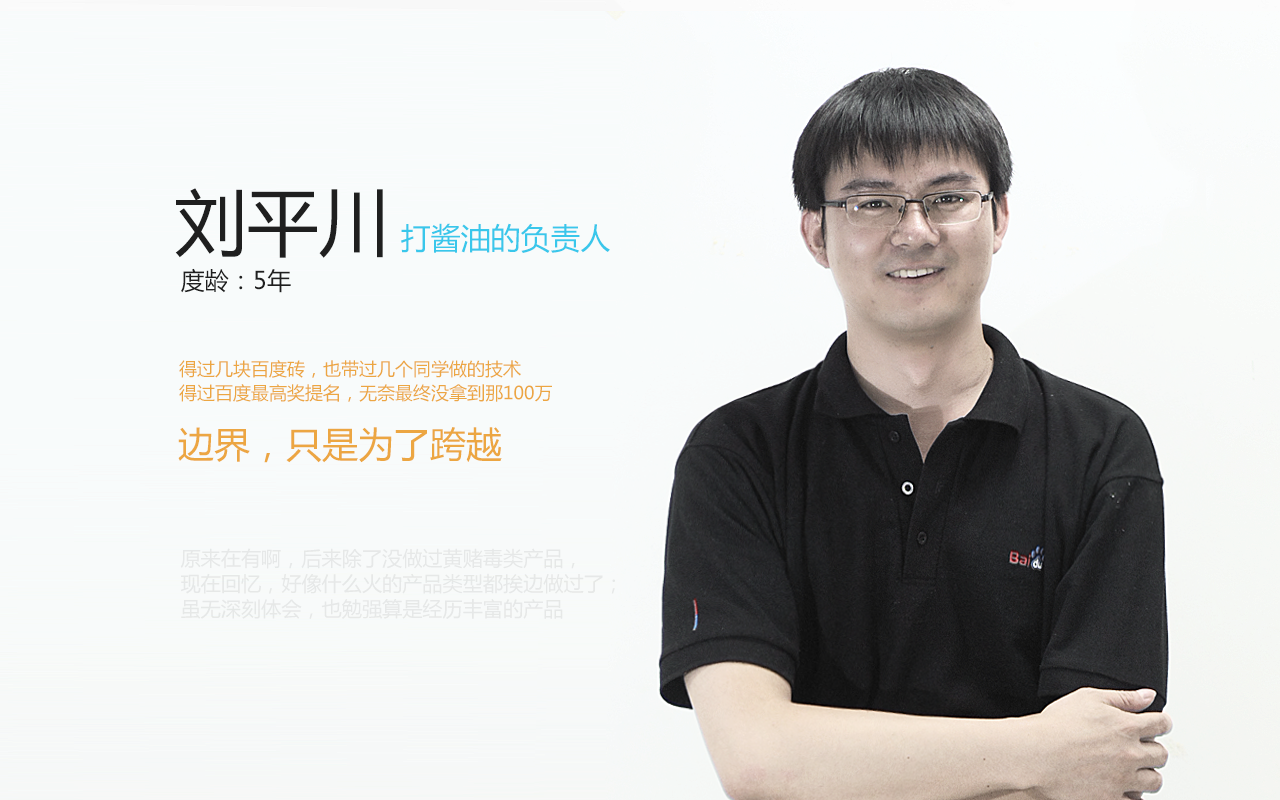 刘平川 打酱油的负责人
度龄：5年
得过几块百度砖，也带过几个同学做的技术
得过百度最高奖提名，无奈最终没拿到那100万
边界，只是为了跨越
原来在有啊，后来除了没做过黄赌毒类产品，
现在回忆，好像什么火的产品类型都挨边做过了；
虽无深刻体会，也勉强算是经历丰富的产品
Baidu